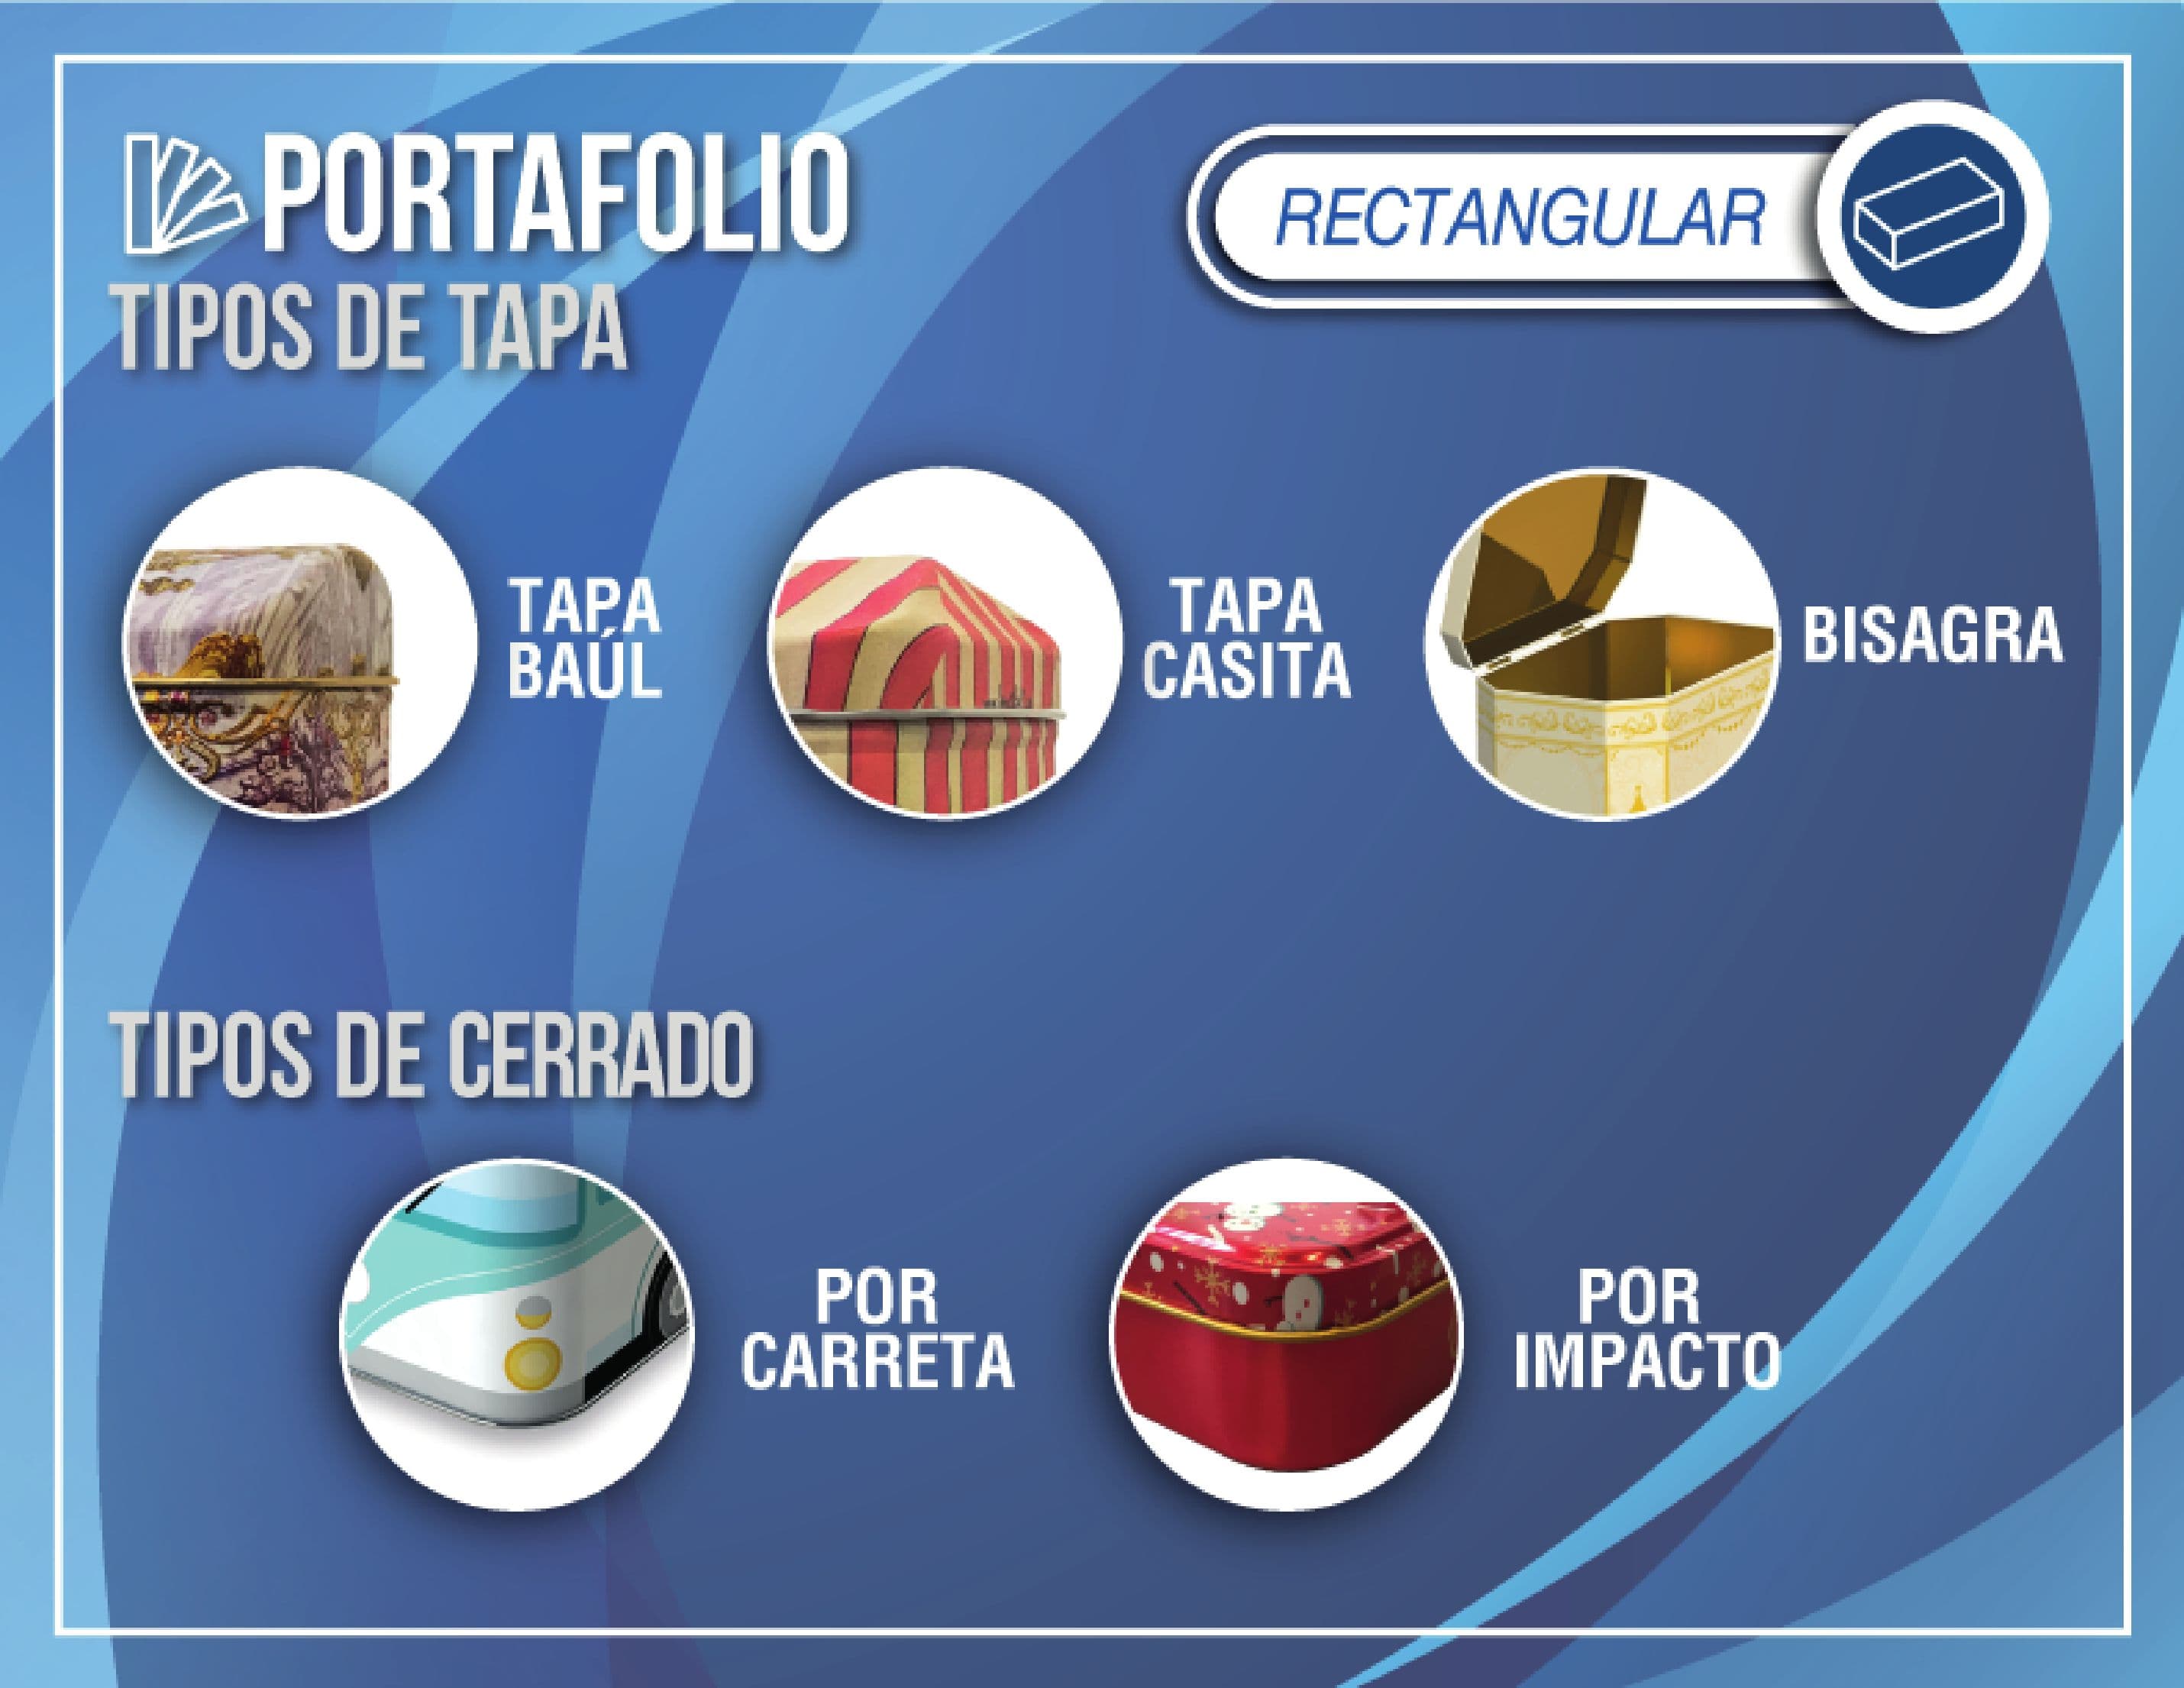 PORTAFOLIO
RECTANGULAR
TIPOS DE TAPA
TAPA
BAÚL
TAPA
CASITA
BISAGRA
TIPOS DE CERRADO
POR
CARRETA
POR
IMPACTO